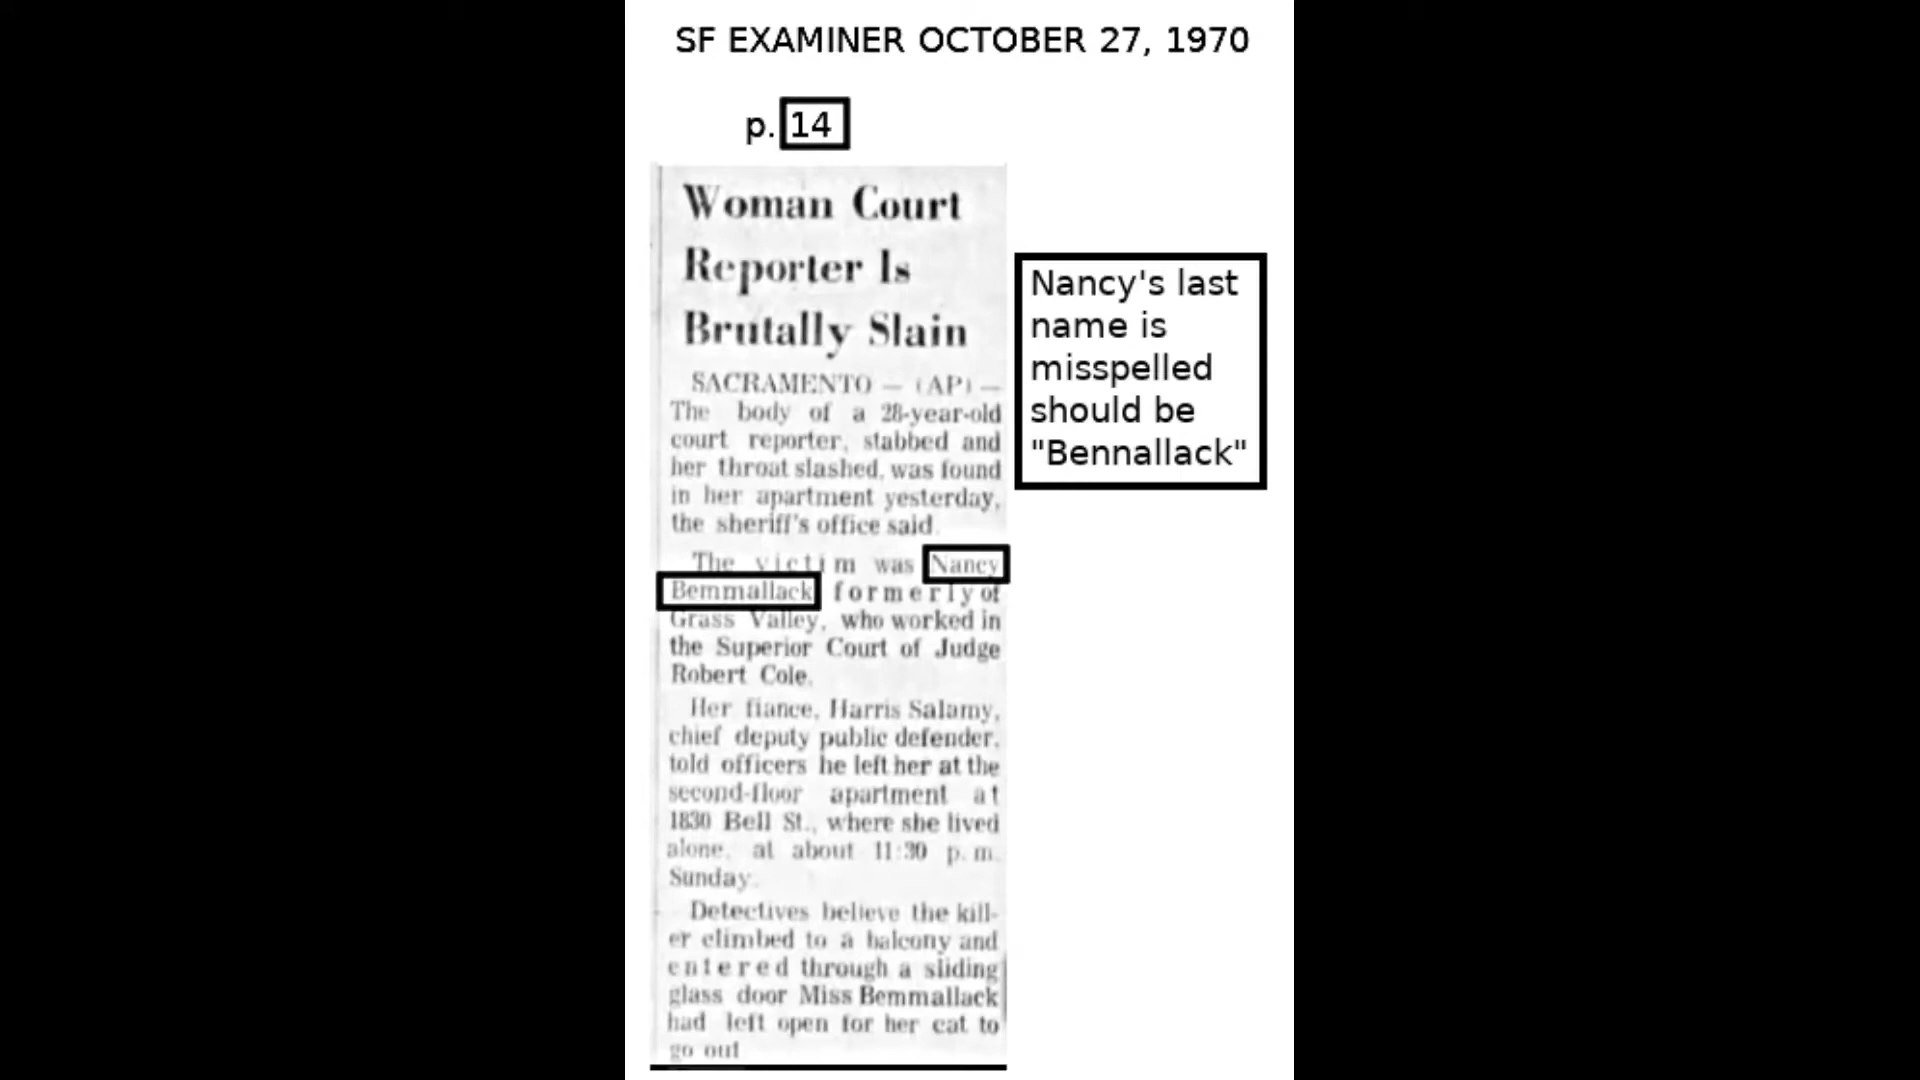 SF EXAMINER OCTOBER 27, 1970
p. 14
Woman Court
Reporter Is
Brutally Slain
SACRAMENTO — (AP) —
The body of a 28-year-old
court reporter, stabbed and
her throat slashed, was found
in her apartment yesterday,
the sheriff's office said.
The victim was Nancy
Bemmallack formerly of
Grass Valley, who worked in
the Superior Court of Judge
Robert Cole.
Her fiance, Harris Salamy,
chief deputy public defender,
told officers he left her at the
second-floor apartment at
1830 Bell St., where she lived
alone, at about 11:30 p.m.
Sunday.
Detectives believe the kill-
er climbed to a balcony and
entered through a sliding
glass door Miss Bemmallack
had left open for her cat to
go out
Nancy's last
name is
misspelled
should be
"Bennallack"